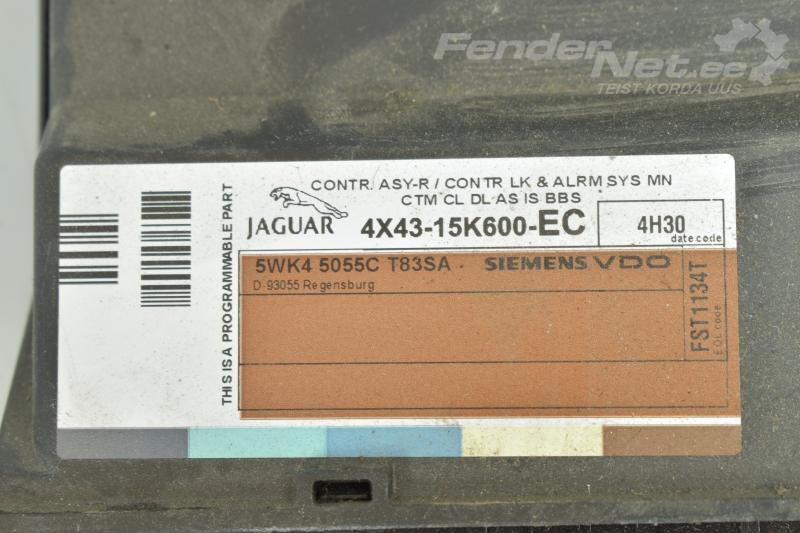 FenderNet.ee
TEIST KORDA UUS
CONTR. ASY-R / CONTR LK & ALRM SYS MN
CTM CL DL AS IS BBS
JAGUAR
4X43-15K600-EC
4H30
date code
5WK4 5055C T83SA
SIEMENS VDO
D-93055 Regensburg
FST1134T
EOL code
THIS IS A PROGRAMMABLE PART